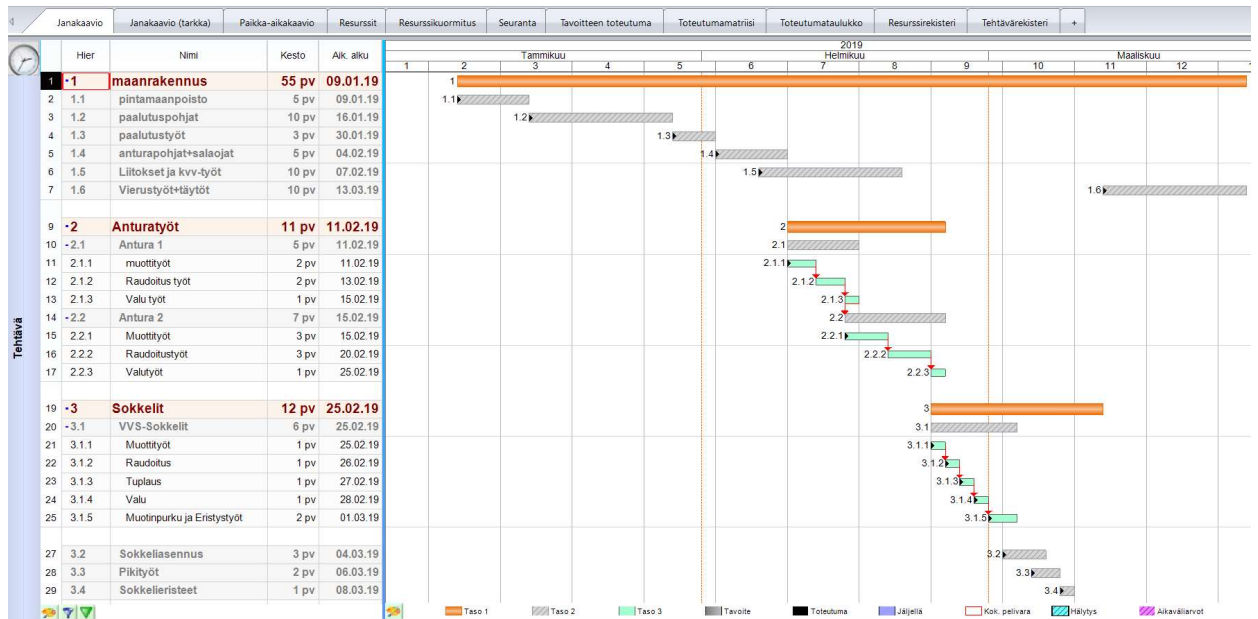 Janakaavio Janakaavio (tarkka) Paikka-aikakaavio Resurssit Resurssikuormitus Seuranta Tavoitteen toteutuma Toteutumamatriisi Toteutumataulukko Resurssirekisteri Tehtävärekisteri +
2019
Hier Nimi Kesto Aik. alku Tammikuu Helmikuu Maaliskuu
1 2 3 4 5 6 7 8 9 10 11 12 1
1 -1 maanrakennus 55 pv 09.01.19 1
2 1.1 pintamaanpoisto 5 pv 09.01.19 1.1
3 1.2 paalutuspohjat 10 pv 16.01.19 1.2
4 1.3 paalutustyöt 3 pv 30.01.19 1.3
5 1.4 anturapohjat+salaojat 5 pv 04.02.19 1.4
6 1.5 Liitokset ja kvv-työt 10 pv 07.02.19 1.5
7 1.6 Vierustyöt+täytöt 10 pv 13.03.19 1.6
9 -2 Anturatyöt 11 pv 11.02.19 2
10 -2.1 Antura 1 5 pv 11.02.19 2.1
11 2.1.1 muottityöt 2 pv 11.02.19 2.1.1
12 2.1.2 Raudoitus työt 2 pv 13.02.19 2.1.2
13 2.1.3 Valu työt 1 pv 15.02.19 2.1.3
14 -2.2 Antura 2 7 pv 15.02.19 2.2
15 2.2.1 Muottityöt 3 pv 15.02.19 2.2.1
16 2.2.2 Raudoitustyöt 3 pv 20.02.19 2.2.2
17 2.2.3 Valutyöt 1 pv 25.02.19 2.2.3
19 -3 Sokkelit 12 pv 25.02.19 3
20 -3.1 VVS-Sokkelit 6 pv 25.02.19 3.1
21 3.1.1 Muottityöt 1 pv 25.02.19 3.1.1
22 3.1.2 Raudoitus 1 pv 26.02.19 3.1.2
23 3.1.3 Tuplaus 1 pv 27.02.19 3.1.3
24 3.1.4 Valu 1 pv 28.02.19 3.1.4
25 3.1.5 Muotinpurku ja Eristystyöt 2 pv 01.03.19 3.1.5
27 3.2 Sokkeliasennus 3 pv 04.03.19 3.2
28 3.3 Pikityöt 2 pv 06.03.19 3.3
29 3.4 Sokkelieristeet 1 pv 08.03.19 3.4
Tehtävä
Taso 1 Taso 2 Taso 3 Tavoite Toteutuma Jäljellä Kok. pelivara Hälytys Aikaväliarvot